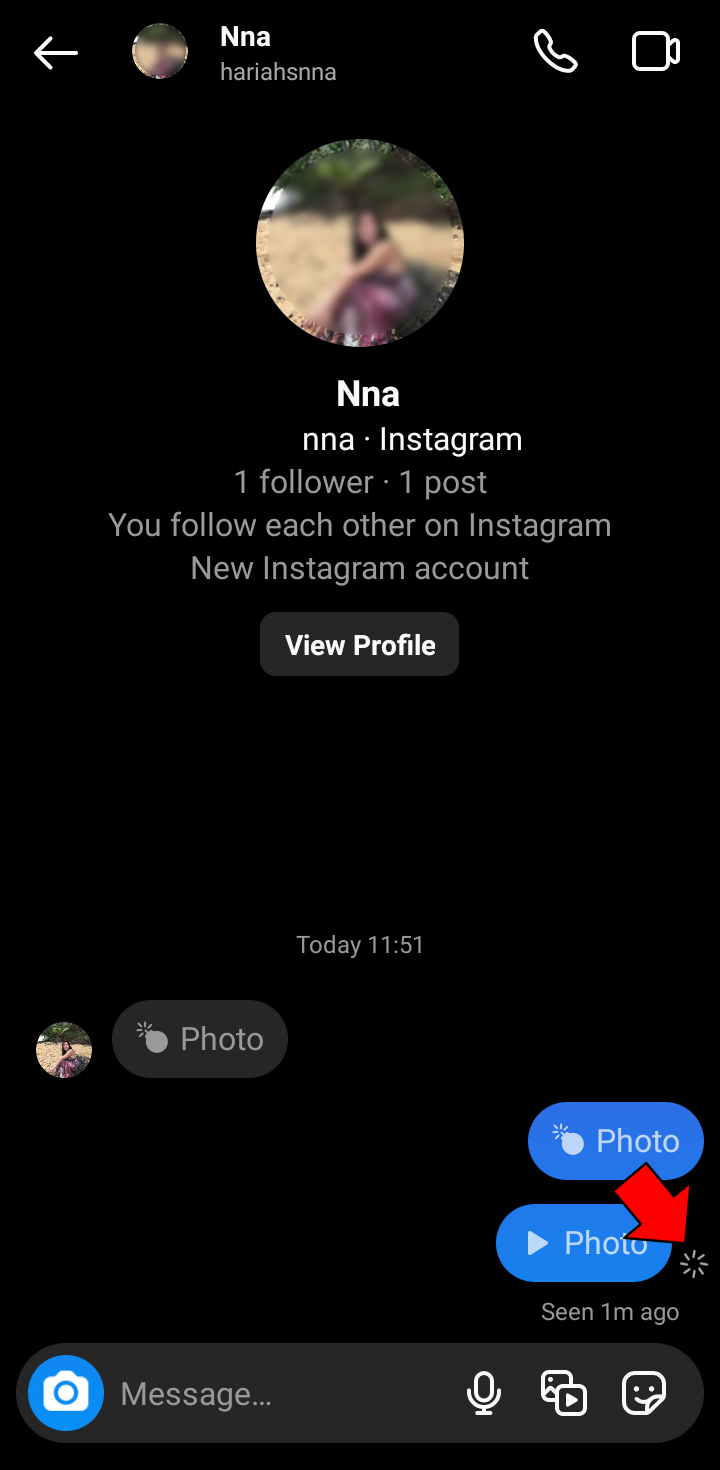 Nna
hariahsnna
Nna
nna · Instagram
1 follower · 1 post
You follow each other on Instagram
New Instagram account
View Profile
Today 11:51
Photo
Photo
Photo
Seen 1m ago
Message...